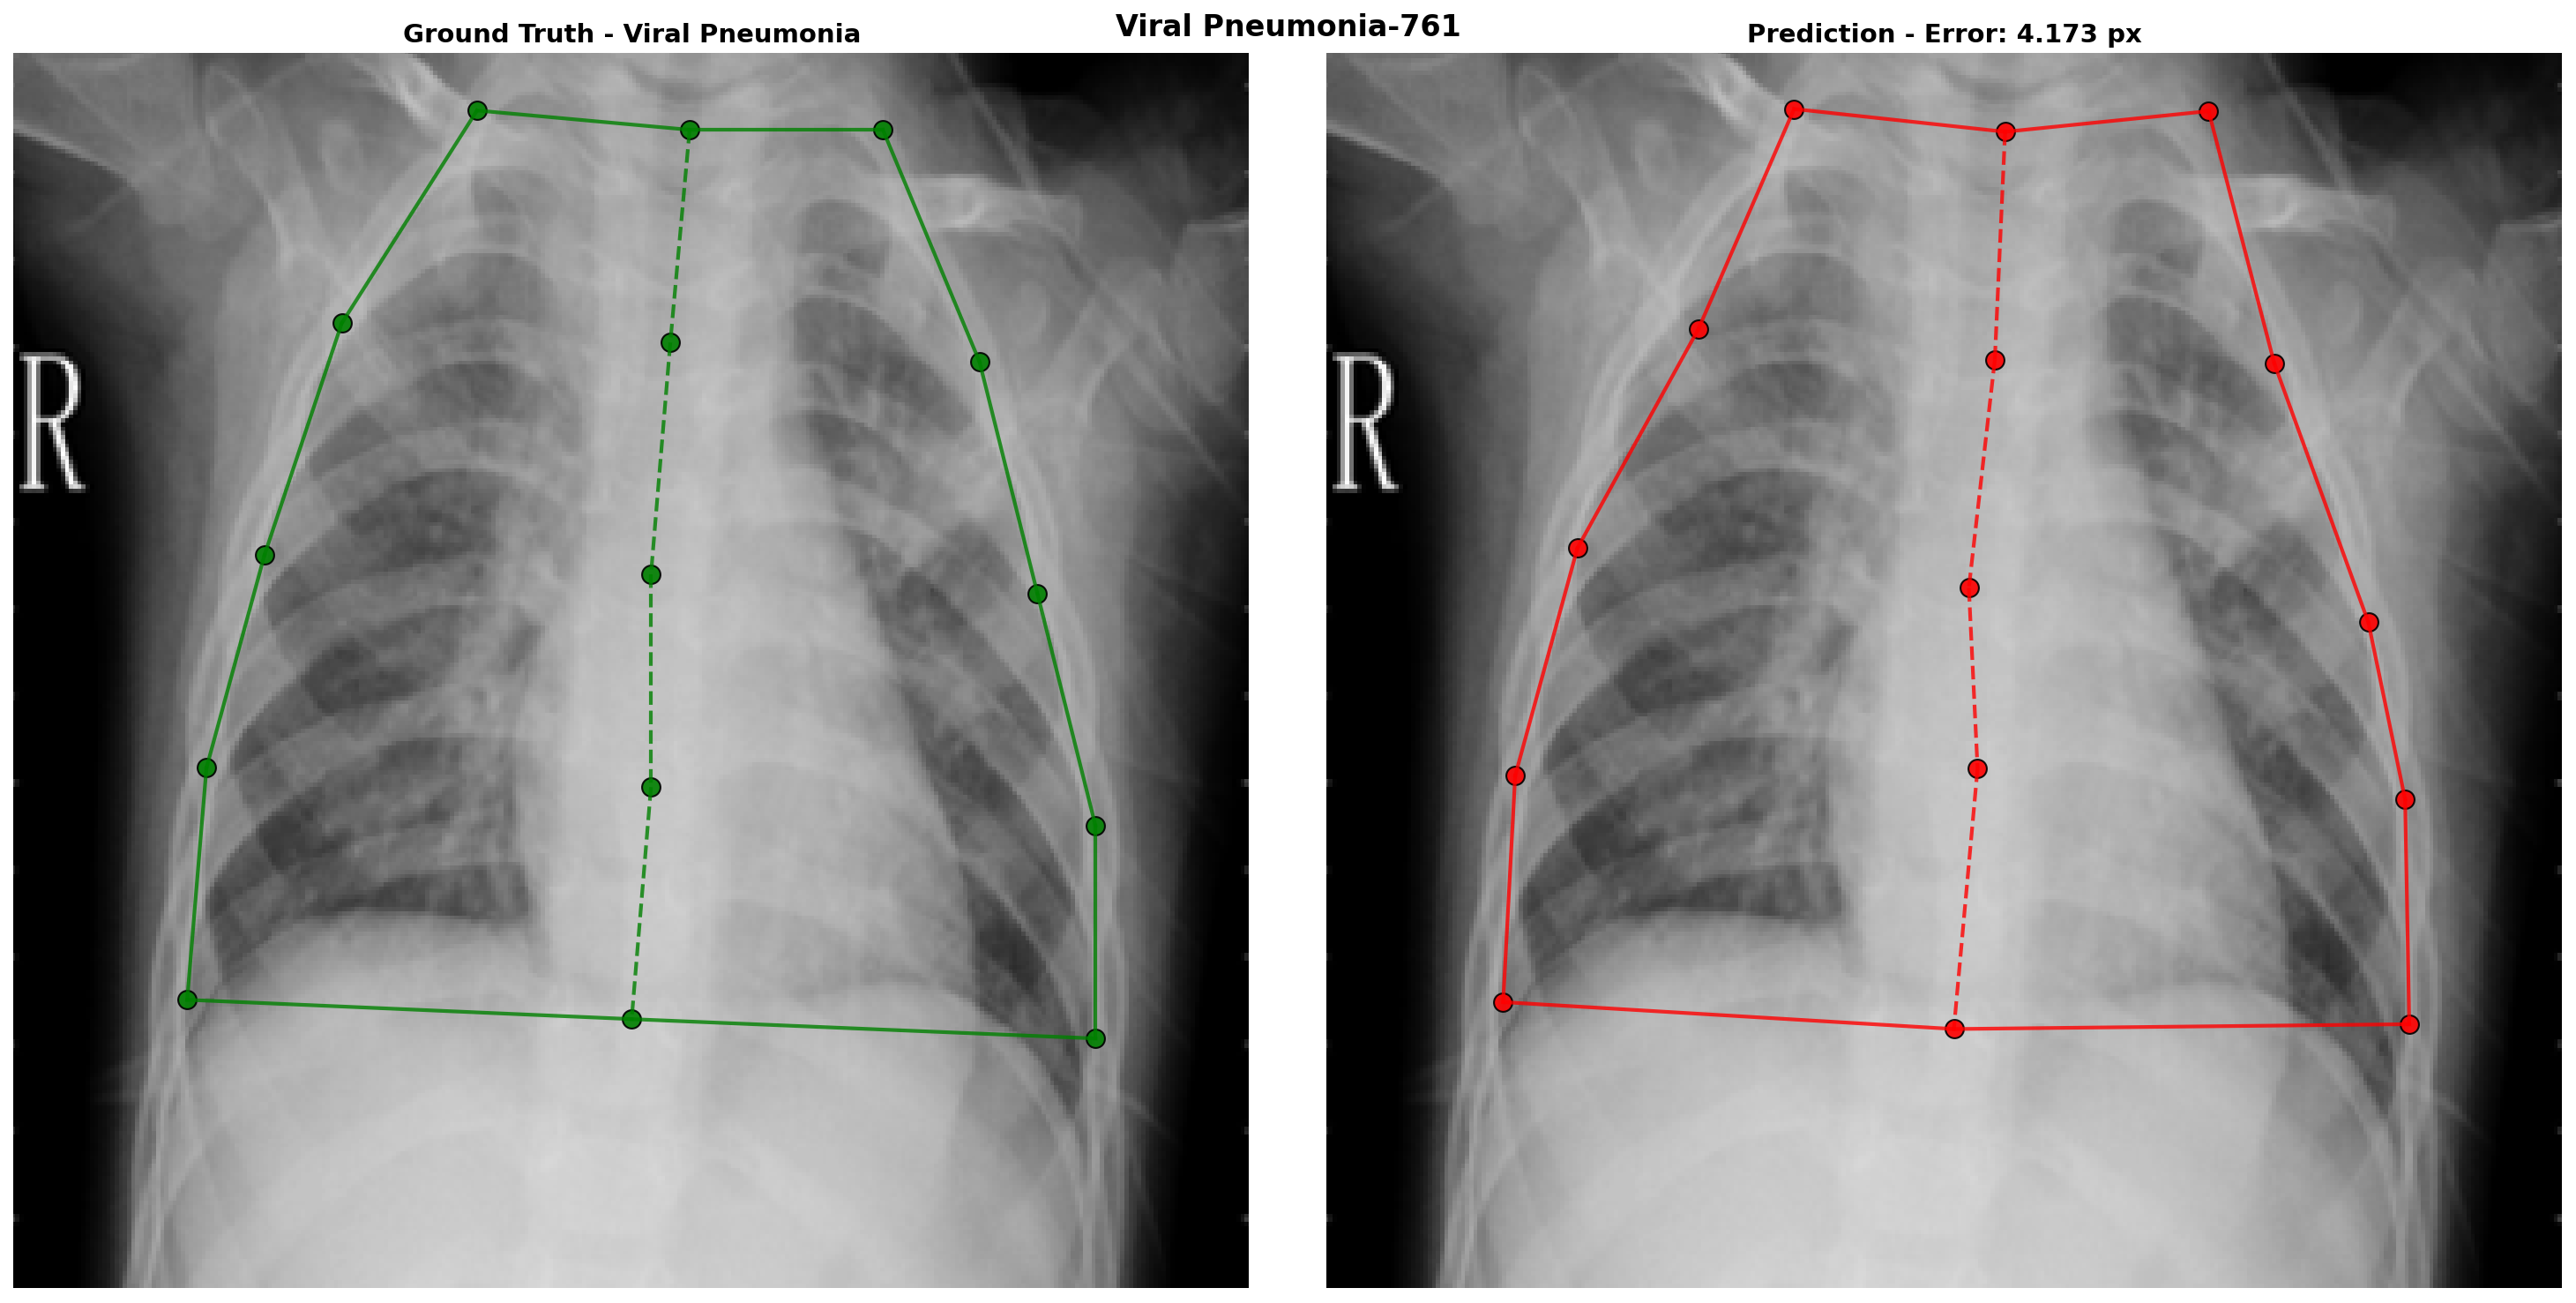 Viral Pneumonia-761
Ground Truth - Viral Pneumonia
Prediction - Error: 4.173 px
R
R